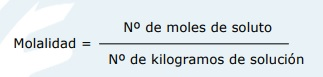 Nº de moles de soluto
Molalidad =
Nº de kilogramos de solución